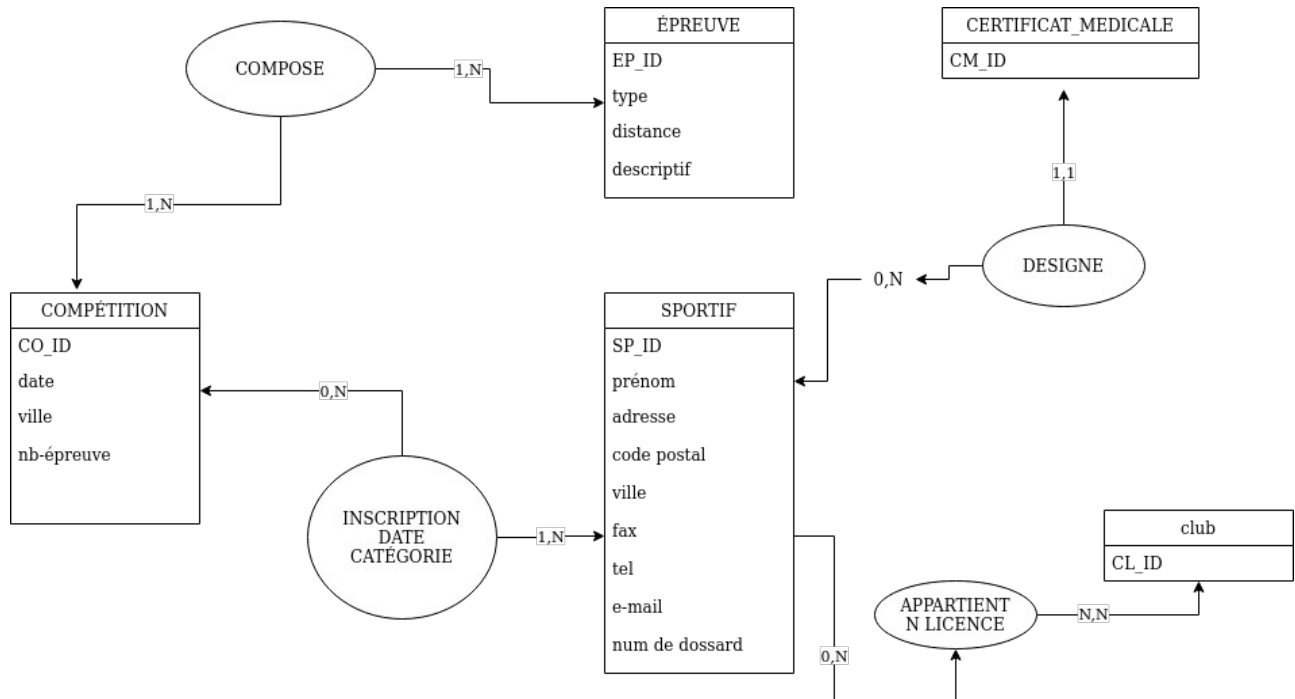 ÉPREUVE
EP_ID
type
distance
descriptif
CERTIFICAT_MEDICALE
CM_ID
COMPOSE
1,N
1,N
1,1
DESIGNE
0,N
COMPÉTITION
CO_ID
date
ville
nb-épreuve
SPORTIF
SP_ID
prénom
adresse
code postal
ville
fax
tel
e-mail
num de dossard
0,N
INSCRIPTION
DATE
CATÉGORIE
1,N
club
CL_ID
APPARTIENT
N LICENCE
N,N
0,N